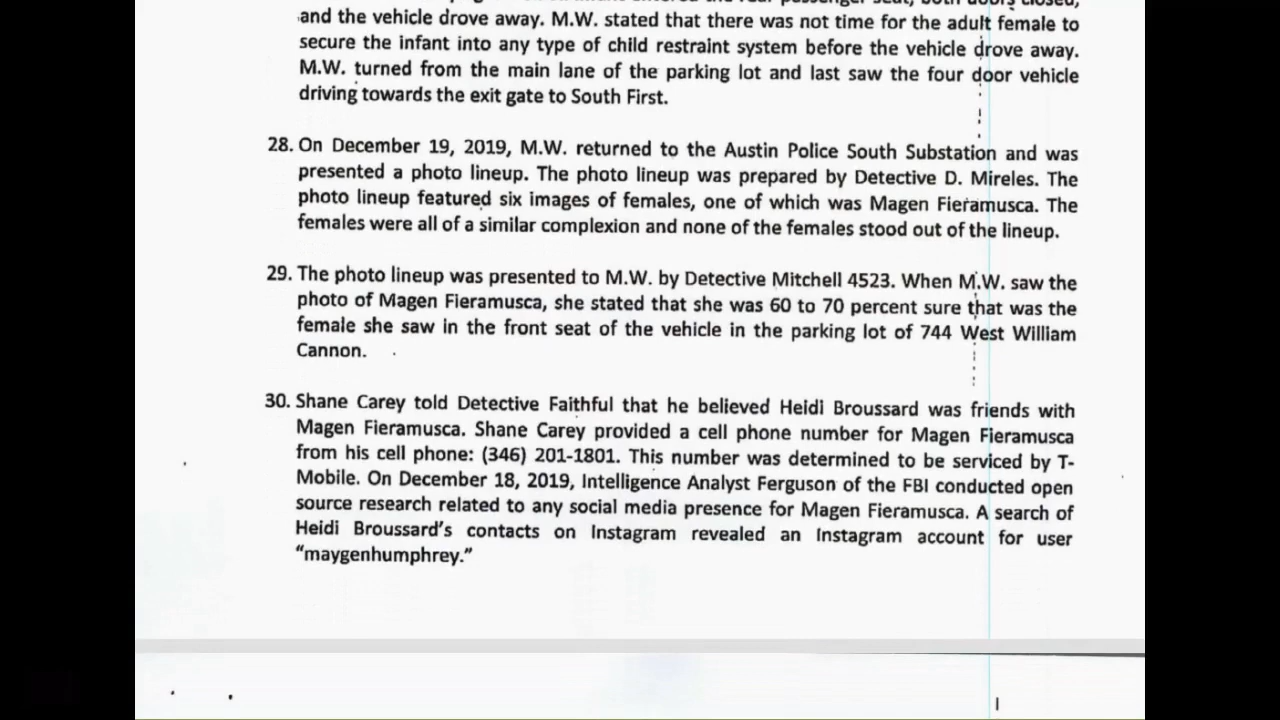 and the vehicle drove away. M.W. stated that there was not time for the adult female to
secure the infant into any type of child restraint system before the vehicle drove away.
M.W. turned from the main lane of the parking lot and last saw the four door vehicle
driving towards the exit gate to South First.
28. On December 19, 2019, M.W. returned to the Austin Police South Substation and was
presented a photo lineup. The photo lineup was prepared by Detective D. Mireles. The
photo lineup featured six images of females, one of which was Magen Fieramusca. The
females were all of a similar complexion and none of the females stood out of the lineup.
29. The photo lineup was presented to M.W. by Detective Mitchell 4523. When M.W. saw the
photo of Magen Fieramusca, she stated that she was 60 to 70 percent sure that was the
female she saw in the front seat of the vehicle in the parking lot of 744 West William
Cannon.
30. Shane Carey told Detective Faithful that he believed Heidi Broussard was friends with
Magen Fieramusca. Shane Carey provided a cell phone number for Magen Fieramusca
from his cell phone: (346) 201-1801. This number was determined to be serviced by T-
Mobile. On December 18, 2019, Intelligence Analyst Ferguson of the FBI conducted open
source research related to any social media presence for Magen Fieramusca. A search of
Heidi Broussard’s contacts on Instagram revealed an Instagram account for user
“maygenhumphrey.”